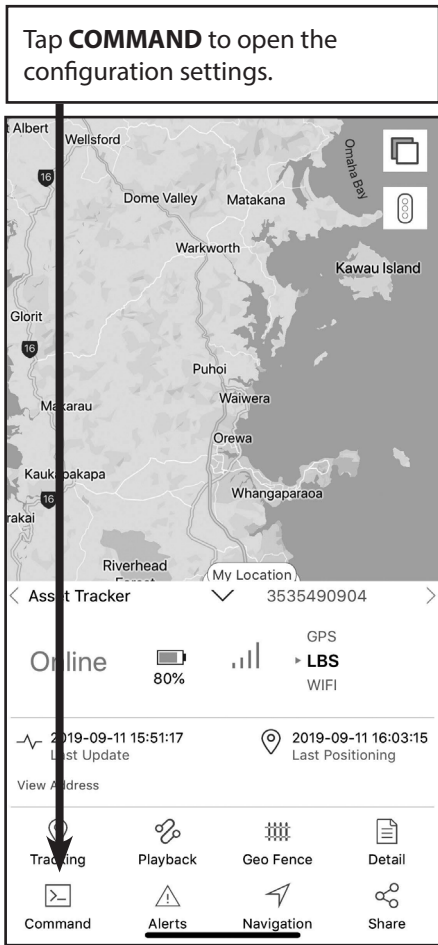 Tap COMMAND to open the
configuration settings.
t Albert
Wellsford
Omaha Bay
16
Dome Valley
Matakana
Warkworth
Kawau Island
Glorit
16
Puhoi
Makarau
Waiwera
Orewa
Kaukapakapa
16
Whangaparaoa
rakai
Riverhead
My Location
< Asset Tracker 3535490904 >
GPS
Online LBS
80% WIFI
2019-09-11 15:51:17 2019-09-11 16:03:15
Last Update Last Positioning
View Address
Tracking Playback Geo Fence Detail
Command Alerts Navigation Share